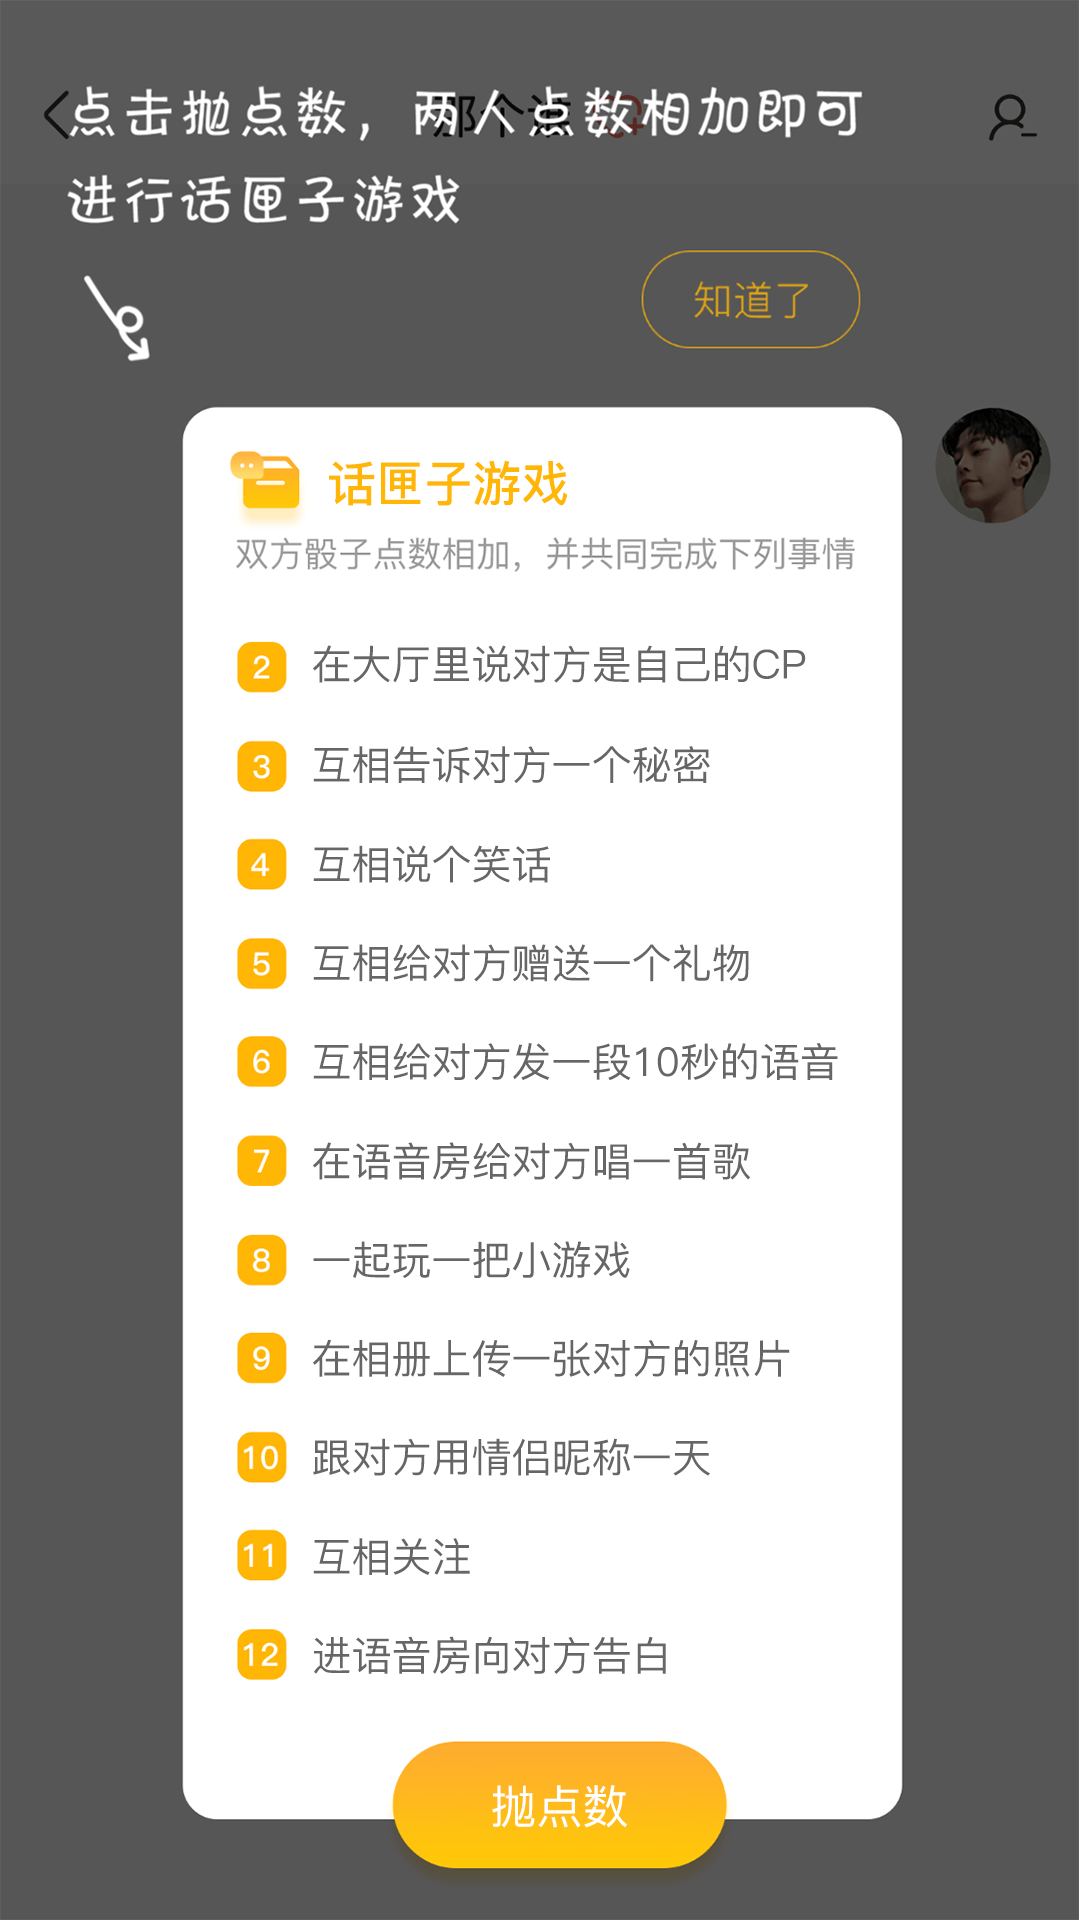 点击抛点数，两人点数相加即可
进行话匣子游戏
知道了
话匣子游戏
双方骰子点数相加，并共同完成下列事情
2 在大厅里说对方是自己的CP
3 互相告诉对方一个秘密
4 互相说个笑话
5 互相给对方赠送一个礼物
6 互相给对方发一段10秒的语音
7 在语音房给对方唱一首歌
8 一起玩一把小游戏
9 在相册上传一张对方的照片
10 跟对方用情侣昵称一天
11 互相关注
12 进语音房向对方告白
抛点数